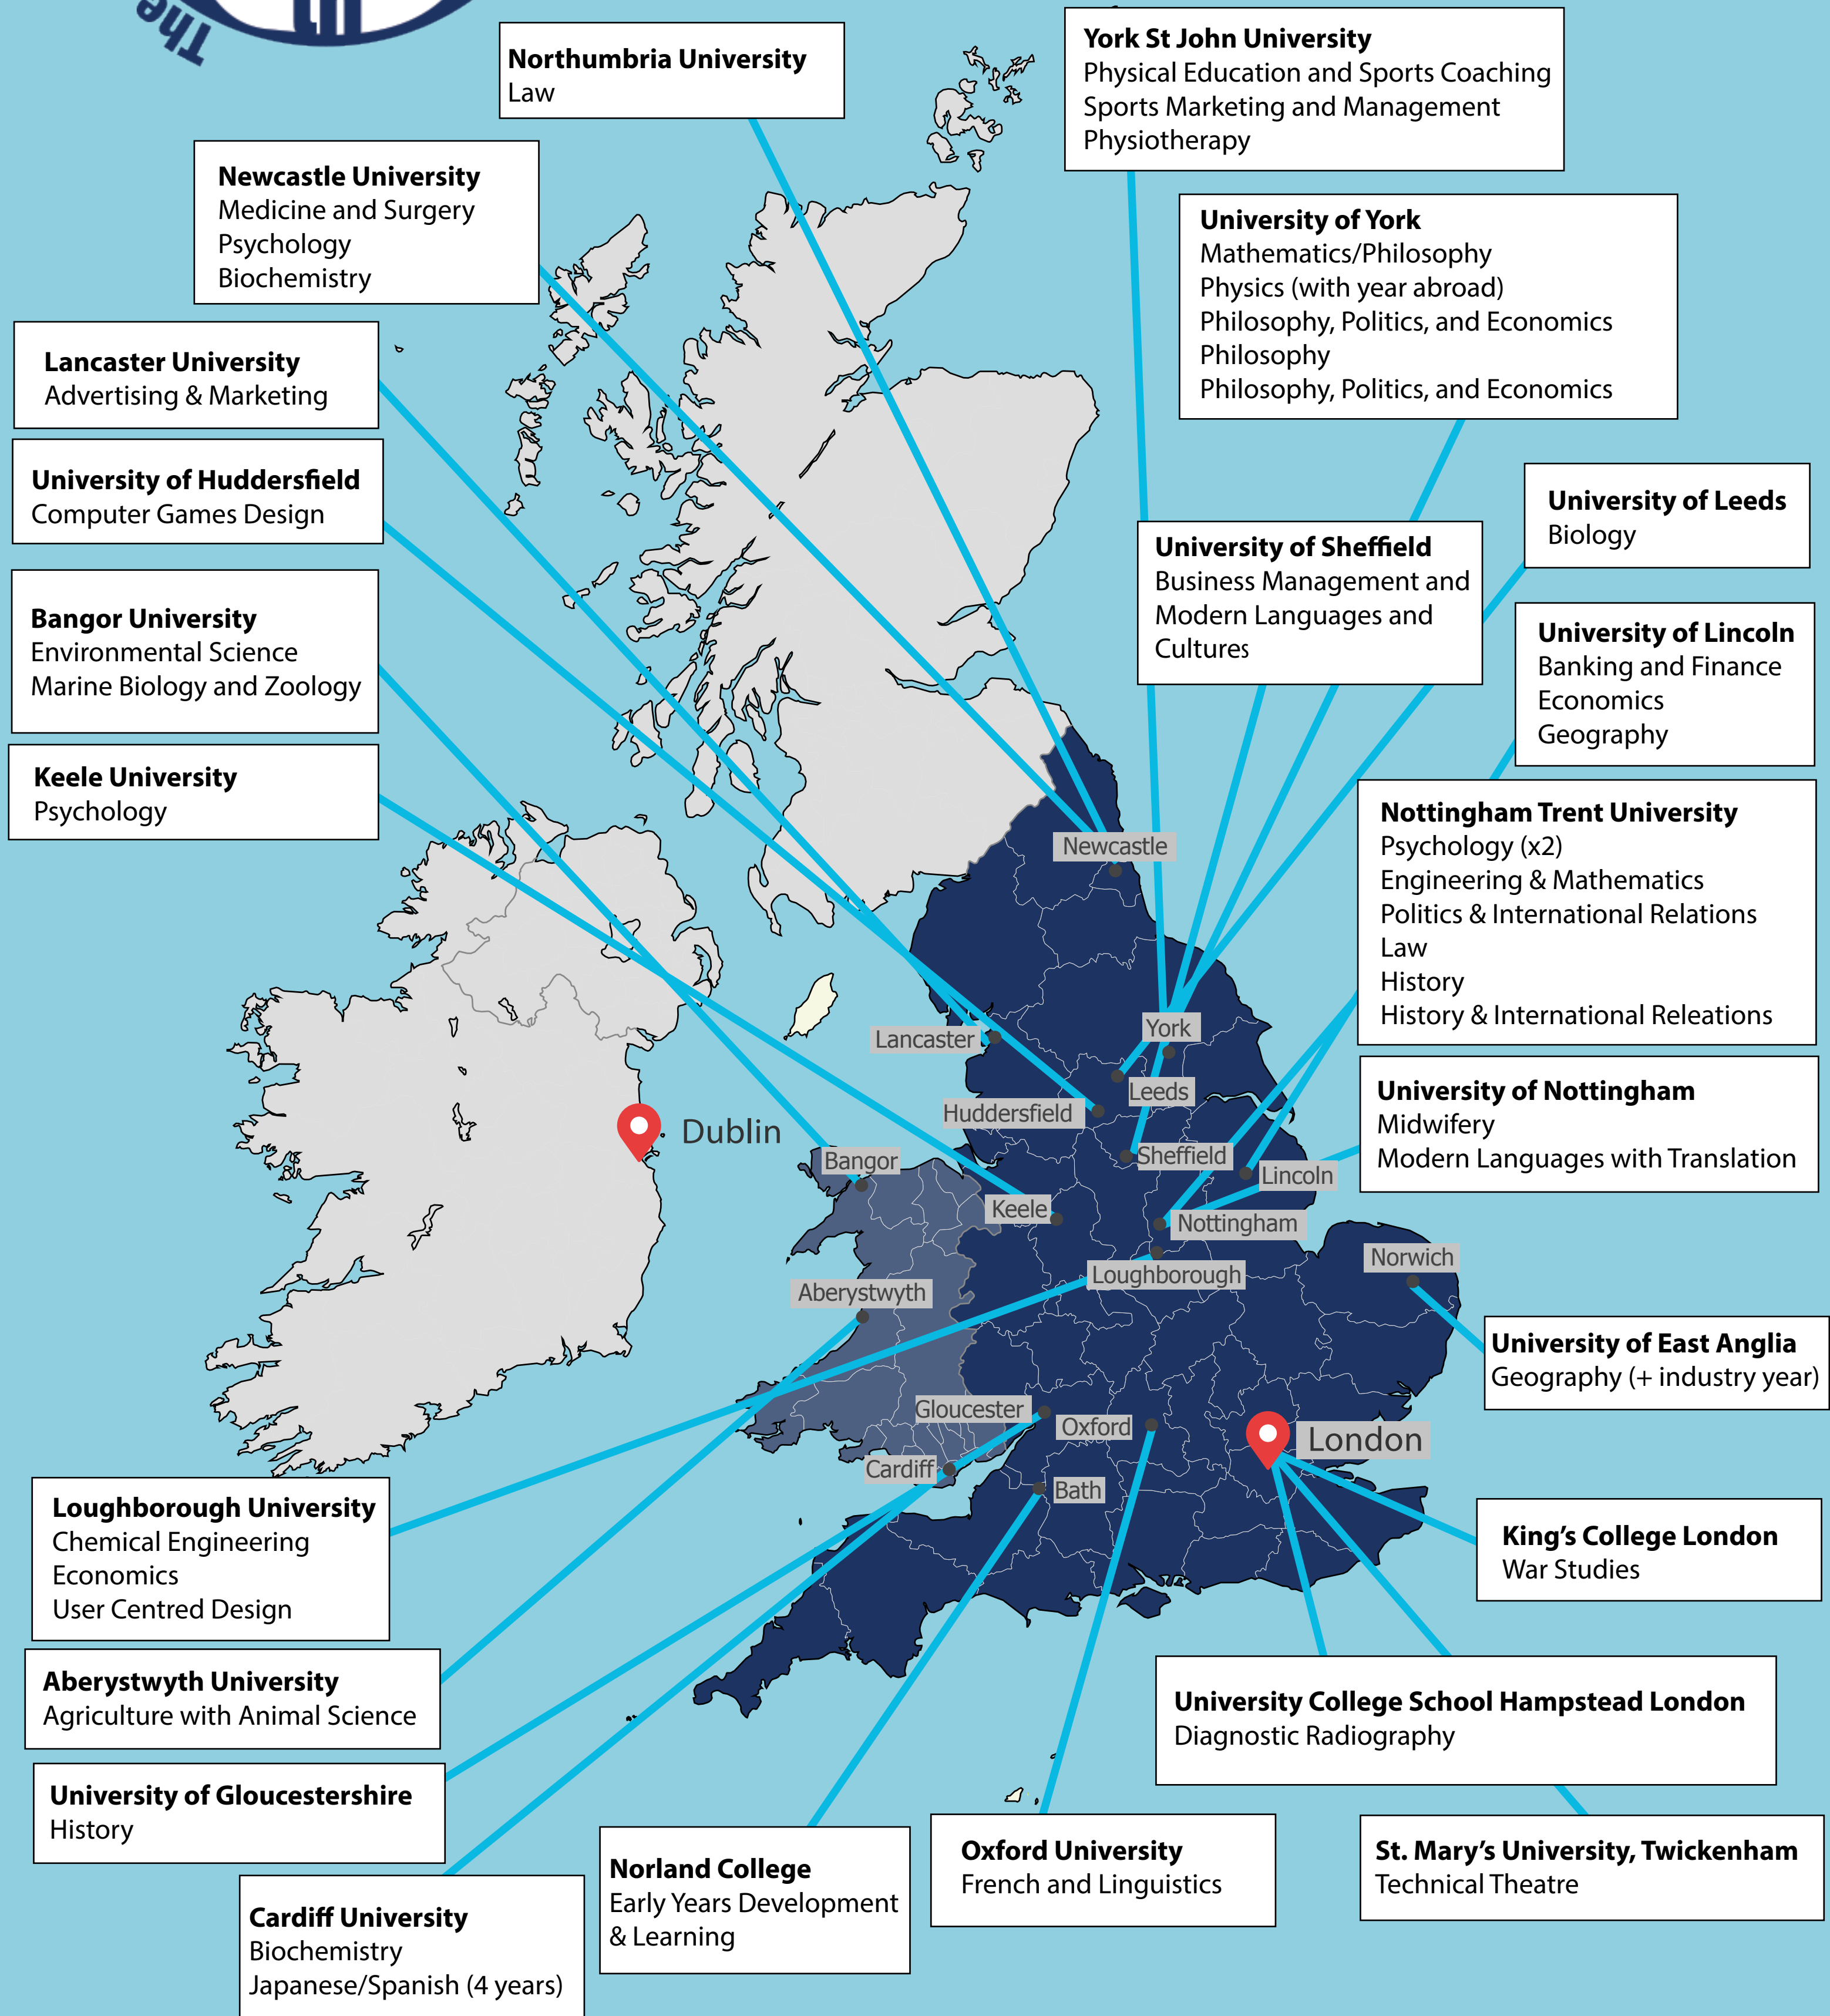 The
Northumbria University
Law
York St John University
Physical Education and Sports Coaching
Sports Marketing and Management
Physiotherapy
Newcastle University
Medicine and Surgery
Psychology
Biochemistry
University of York
Mathematics/Philosophy
Physics (with year abroad)
Philosophy, Politics, and Economics
Philosophy
Philosophy, Politics, and Economics
Lancaster University
Advertising & Marketing
University of Huddersfield
Computer Games Design
University of Leeds
Biology
University of Sheffield
Business Management and
Modern Languages and
Cultures
Bangor University
Environmental Science
Marine Biology and Zoology
University of Lincoln
Banking and Finance
Economics
Geography
Keele University
Psychology
Nottingham Trent University
Psychology (x2)
Engineering & Mathematics
Politics & International Relations
Law
History
History & International Releations
Newcastle
York
Lancaster
Leeds
Huddersfield
Dublin
University of Nottingham
Midwifery
Modern Languages with Translation
Bangor
Sheffield
Lincoln
Keele
Nottingham
Norwich
Loughborough
Aberystwyth
University of East Anglia
Geography (+ industry year)
Gloucester
Oxford
London
Cardiff
Bath
Loughborough University
Chemical Engineering
Economics
User Centred Design
King's College London
War Studies
Aberystwyth University
Agriculture with Animal Science
University College School Hampstead London
Diagnostic Radiography
University of Gloucestershire
History
Norland College
Early Years Development
& Learning
Oxford University
French and Linguistics
St. Mary's University, Twickenham
Technical Theatre
Cardiff University
Biochemistry
Japanese/Spanish (4 years)